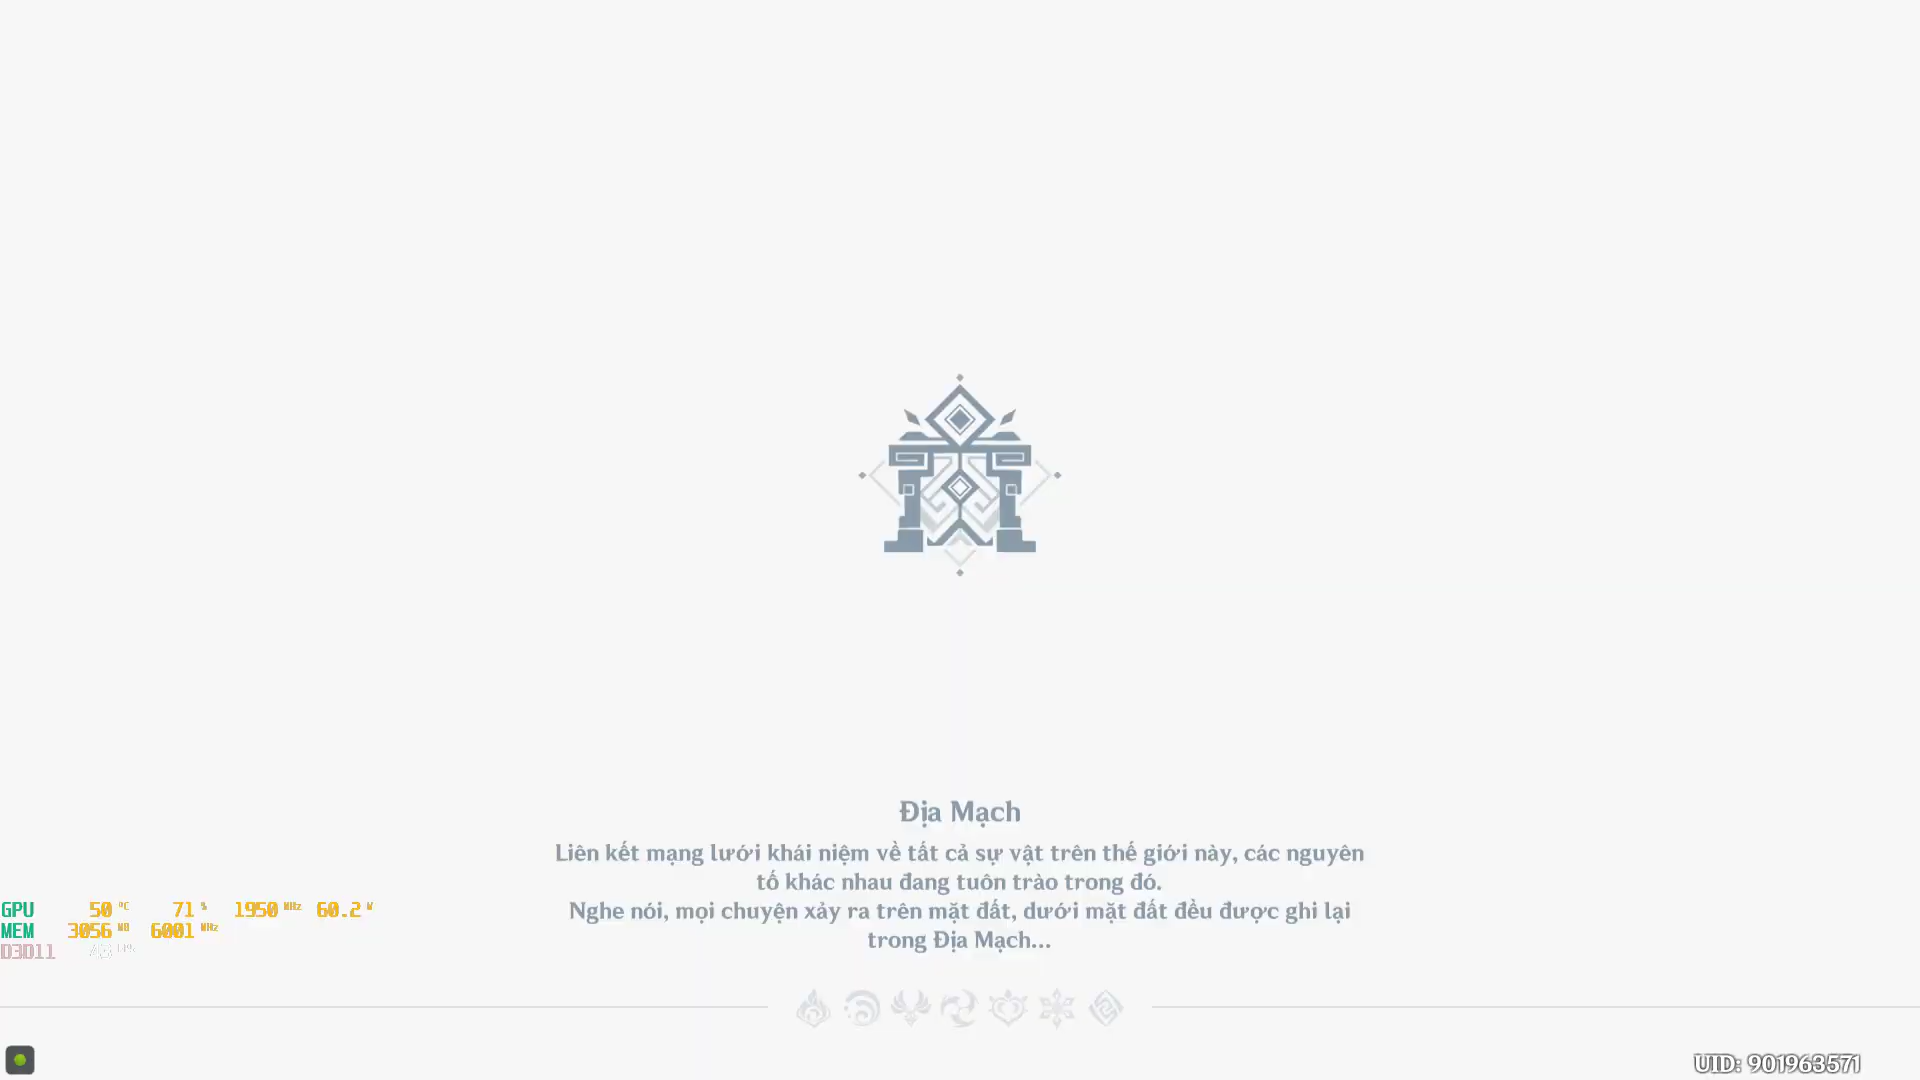 Địa Mạch
Liên kết mạng lưới khái niệm về tất cả sự vật trên thế giới này, các nguyên
tố khác nhau đang tuôn trào trong đó.
Nghe nói, mọi chuyện xảy ra trên mặt đất, dưới mặt đất đều được ghi lại
trong Địa Mạch...
GPU 50 °C 71 % 1950 MHz 60.2 W
MEM 3056 MB 6001 MHz
D3D11
UID: 901963571